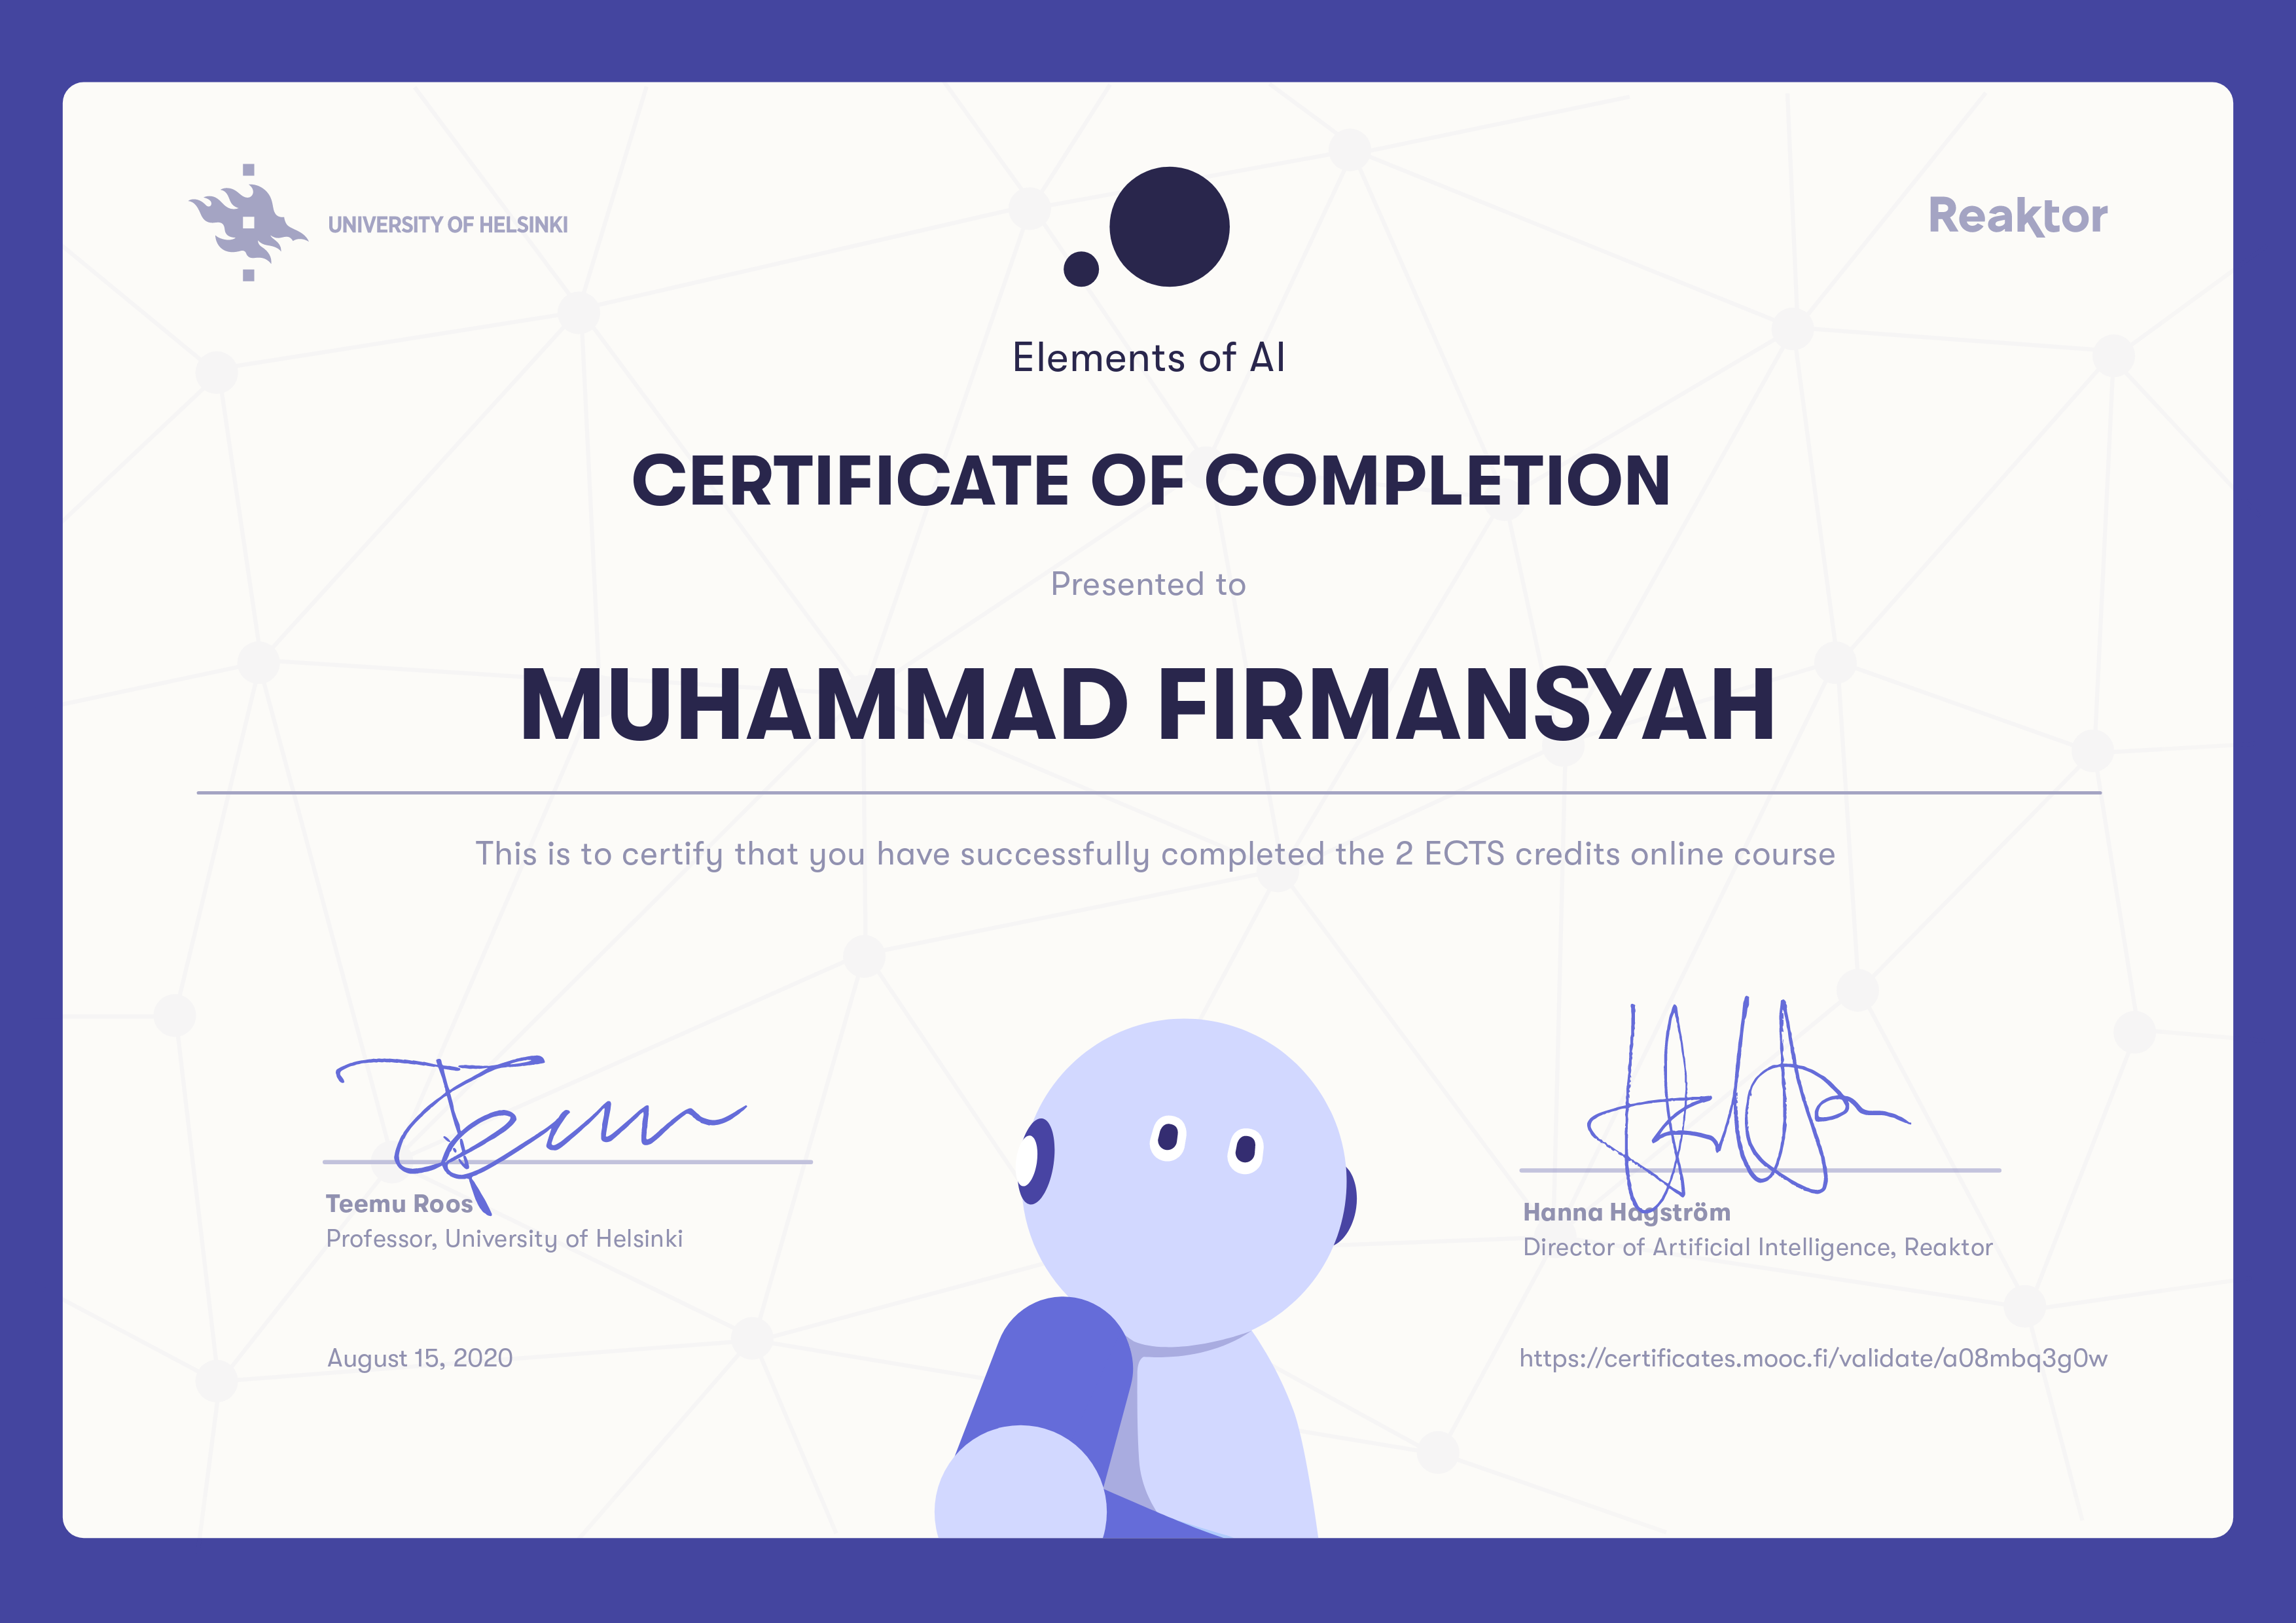 UNIVERSITY OF HELSINKI
Reaktor
Elements of AI
CERTIFICATE OF COMPLETION
Presented to
MUHAMMAD FIRMANSYAH
This is to certify that you have successfully completed the 2 ECTS credits online course
Teemu Roos
Professor, University of Helsinki
Hanna Hagström
Director of Artificial Intelligence, Reaktor
August 15, 2020
https://certificates.mooc.fi/validate/a08mbq3g0w